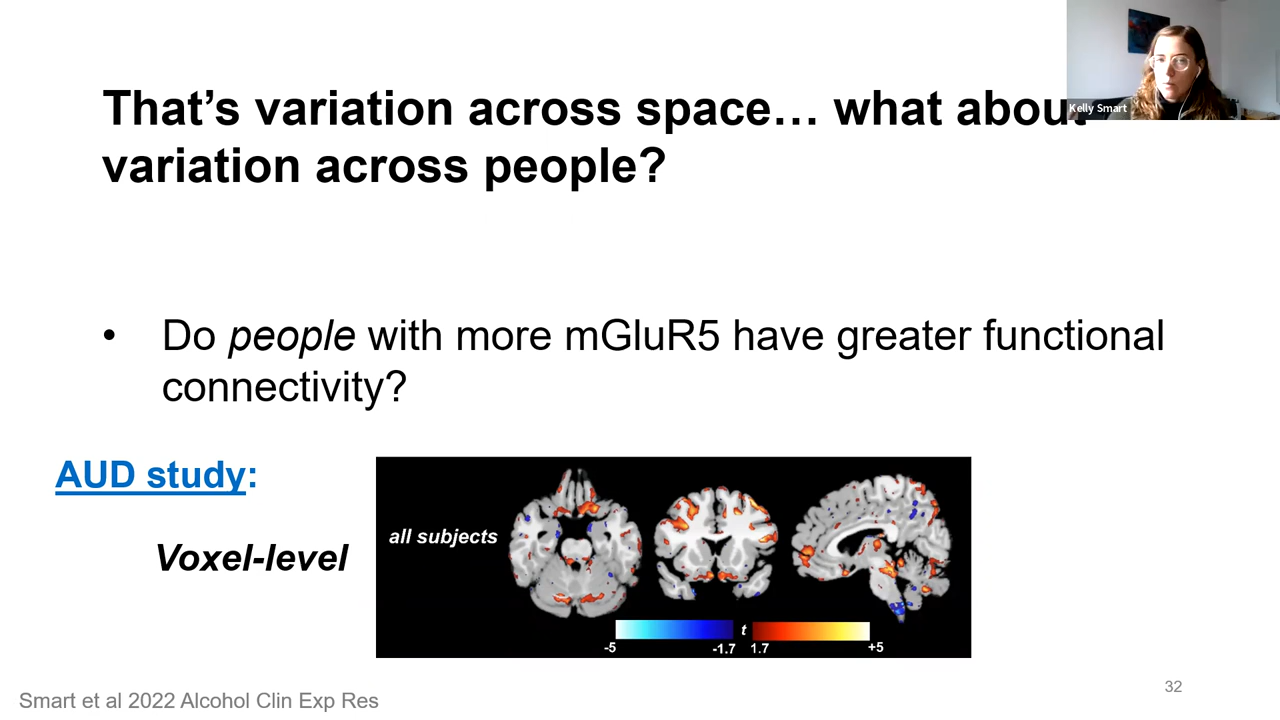 Kelly Smart
That's variation across space… what about
variation across people?
• Do people with more mGluR5 have greater functional
connectivity?
AUD study:
Voxel-level
all subjects
t
-5 -1.7 1.7 +5
32
Smart et al 2022 Alcohol Clin Exp Res